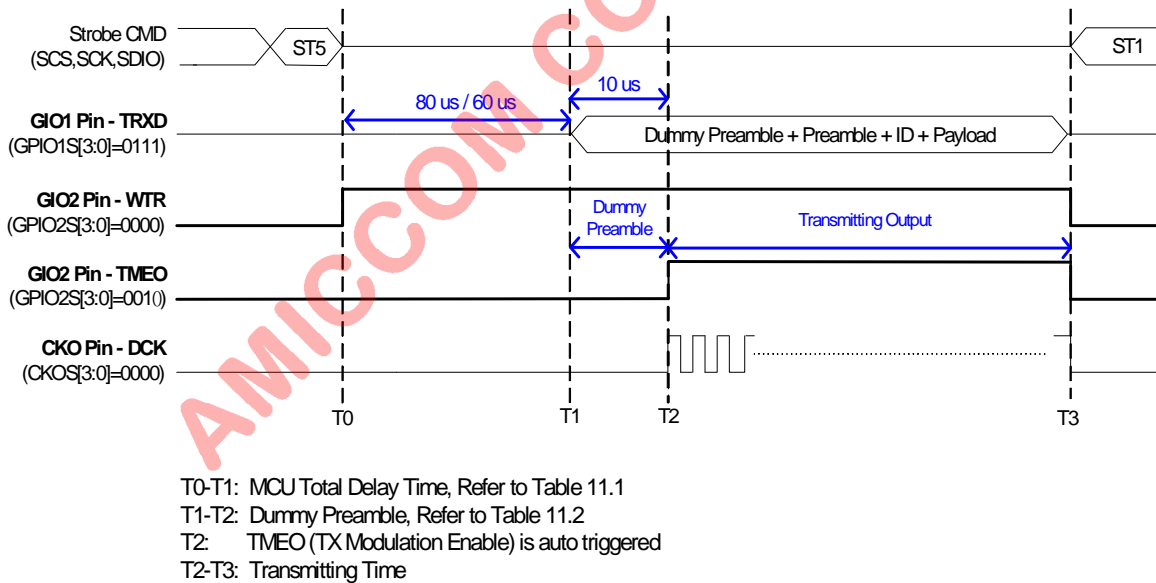 Strobe CMD
(SCS,SCK,SDIO)
ST5
ST1
10 us
80 us / 60 us
GIO1 Pin - TRXD
(GPIO1S[3:0]=0111)
Dummy Preamble + Preamble + ID + Payload
GIO2 Pin - WTR
(GPIO2S[3:0]=0000)
Dummy
Preamble
Transmitting Output
GIO2 Pin - TMEO
(GPIO2S[3:0]=0010)
CKO Pin - DCK
(CKOS[3:0]=0000)
T0
T1
T2
T3
T0-T1: MCU Total Delay Time, Refer to Table 11.1
T1-T2: Dummy Preamble, Refer to Table 11.2
T2: TMEO (TX Modulation Enable) is auto triggered
T2-T3: Transmitting Time
AMICCOM C